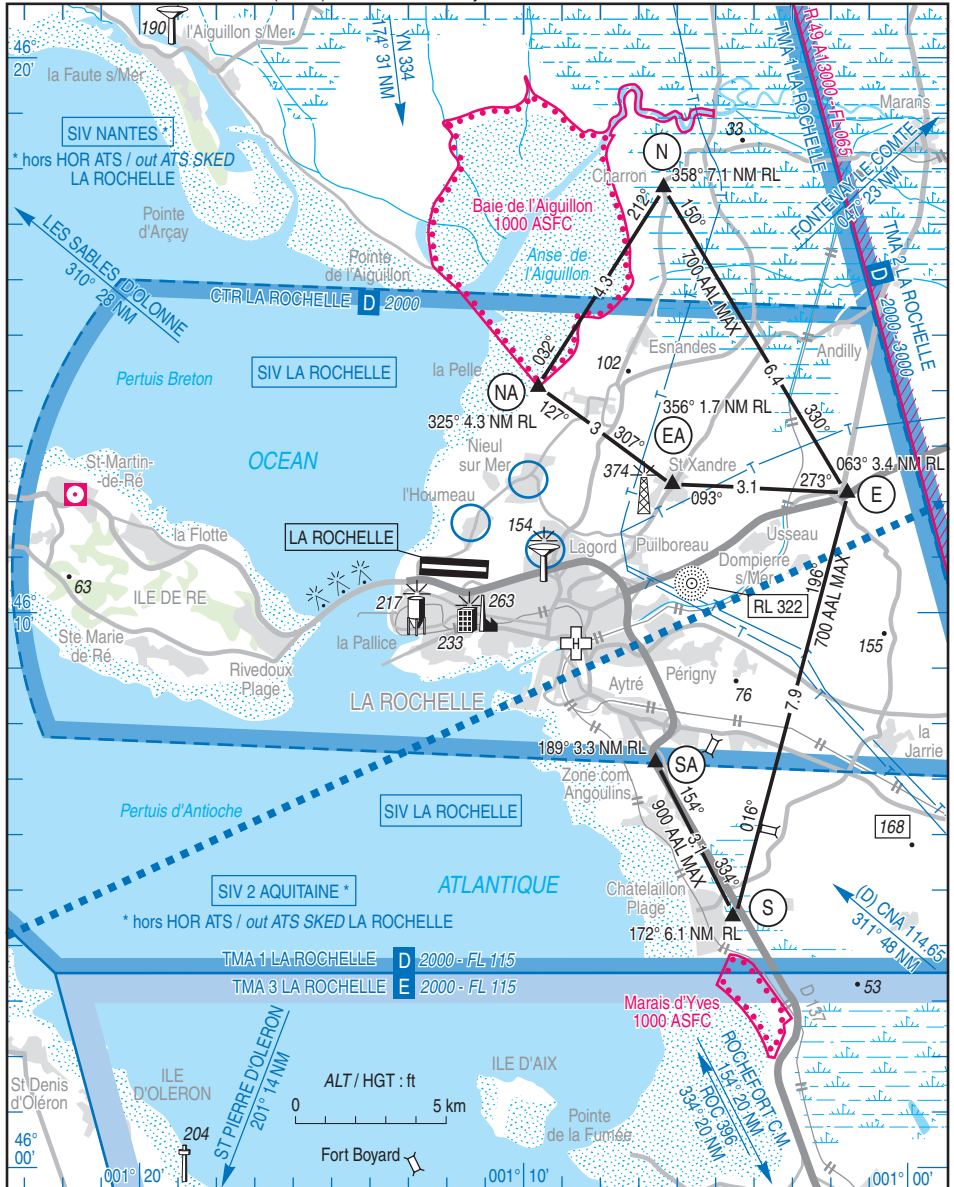 190
l'Aiguillon s/Mer
46°
20'
la Faute s/Mer
YN 334
174° 31 NM
TMA 1 LA ROCHELLE
R 49 A1 3000 - FL 065
Marans
33
SIV NANTES *
* hors HOR ATS / out ATS SKED
LA ROCHELLE
N
Charron
358° 7.1 NM RL
FONTENAY LE COMTE
047° 23 NM
Baie de l'Aiguillon
1000 ASFC
212°
150°
Pointe
d'Arçay
LES SABLES D'OLONNE
310° 28 NM
Pointe
de l'Aiguillon
Anse de
l'Aiguillon
4.3
700 AAL MAX
TMA 2 LA ROCHELLE
D
2000 - 3000
CTR LA ROCHELLE D 2000
Esnandes
Andilly
032°
102
6.4
SIV LA ROCHELLE
la Pelle
Pertuis Breton
NA
325° 4.3 NM RL
127°
3
307°
356° 1.7 NM RL
EA
330°
Nieul
sur Mer
OCEAN
St-Martin-
-de-Ré
374
St Xandre
063° 3.4 NM RL
093°
3.1
273°
E
l'Houmeau
la Flotte
LA ROCHELLE
154
Lagord
Puilboreau
Usseau
Dompierre
s/Mer
196°
700 AAL MAX
63
ILE DE RE
RL 322
46°
10'
217
263
233
la Pallice
155
Ste Marie
de Ré
Rivedoux
Plage
Périgny
Aytré
76
LA ROCHELLE
7.9
la
Jarrie
189° 3.3 NM RL
SA
Zone com
Angoulins
Pertuis d'Antioche
SIV LA ROCHELLE
154°
900 AAL MAX
3.1
334°
016°
168
SIV 2 AQUITAINE *
* hors HOR ATS / out ATS SKED LA ROCHELLE
ATLANTIQUE
Châtelaillon
Plage
S
172° 6.1 NM RL
(D) CNA 114.65
311° 48 NM
TMA 1 LA ROCHELLE D 2000 - FL 115
TMA 3 LA ROCHELLE E 2000 - FL 115
53
Marais d'Yves
1000 ASFC
D 137
St Denis
d'Oléron
ILE
D'OLERON
ST PIERRE D'OLERON
201° 14 NM
ALT / HGT : ft
0 5 km
ILE D'AIX
ROCHEFORT C.M
154° 20 NM
ROC 396
334° 20 NM
Pointe
de la Fumée
204
Fort Boyard
46°
00'
001° 20'
001° 10'
001° 00'